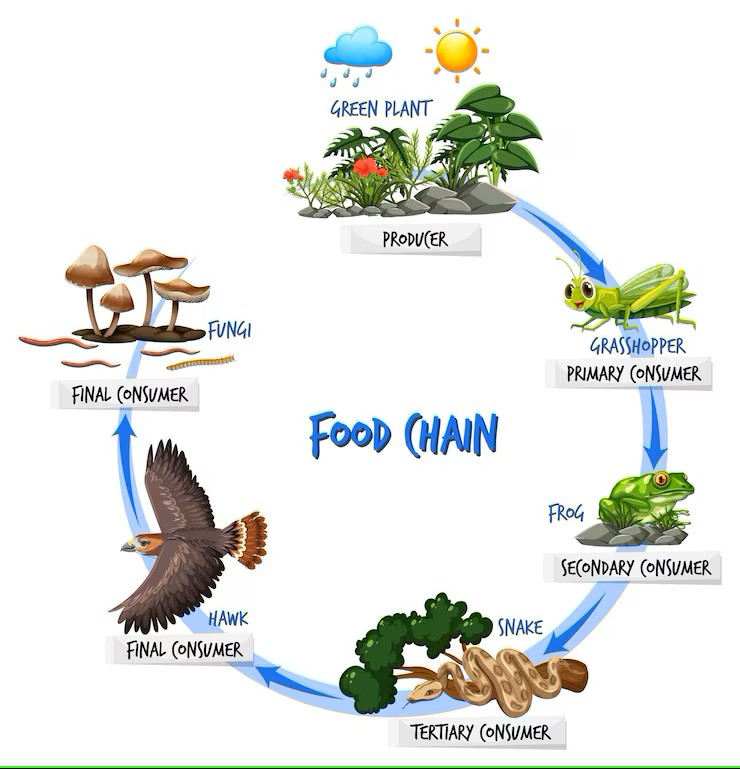 GREEN PLANT
PRODUCER
GRASSHOPPER
PRIMARY CONSUMER
FROG
SECONDARY CONSUMER
SNAKE
TERTIARY CONSUMER
HAWK
FINAL CONSUMER
FUNGI
FINAL CONSUMER
FOOD CHAIN